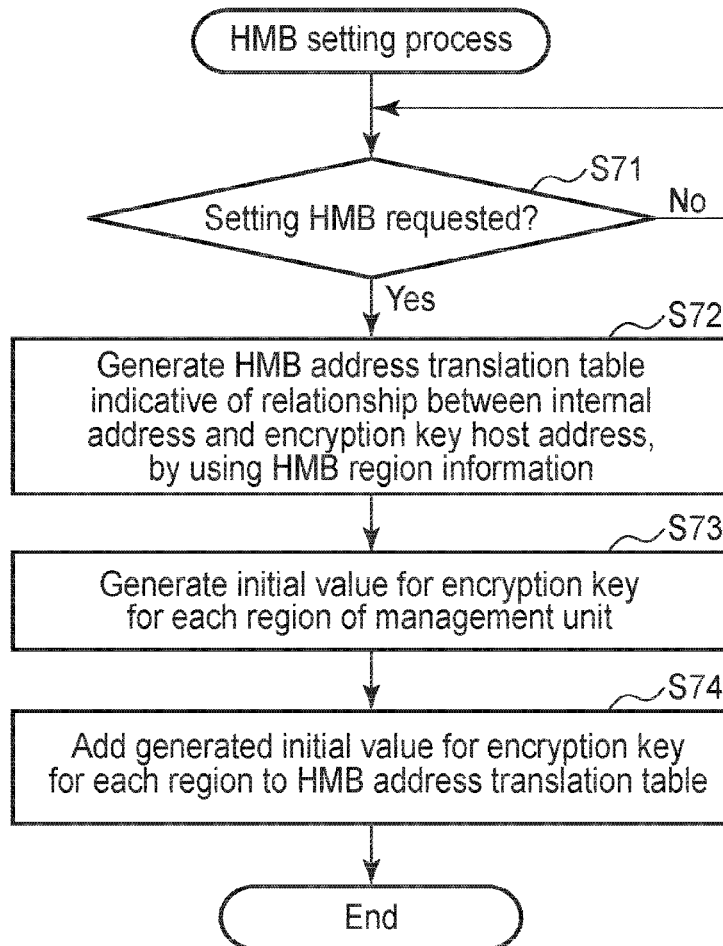 HMB setting process
S71
Setting HMB requested?
No
Yes
S72
Generate HMB address translation table
indicative of relationship between internal
address and encryption key host address,
by using HMB region information
S73
Generate initial value for encryption key
for each region of management unit
S74
Add generated initial value for encryption key
for each region to HMB address translation table
End